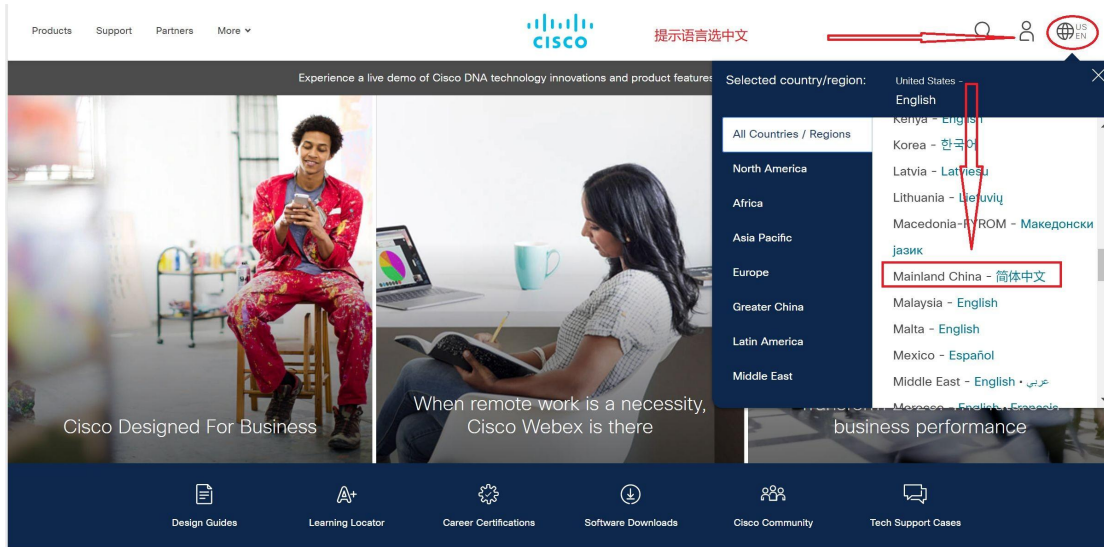 Products Support Partners More
CISCO
提示语言选中文
US
EN
Experience a live demo of Cisco DNA technology innovations and product features
Selected country/region:
United States -
English
All Countries / Regions
North America
Africa
Asia Pacific
Europe
Greater China
Latin America
Middle East
Kenya - English
Korea - 한국어
Latvia - Latviešu
Lithuania - Lietuvių
Macedonia-FYROM - Македонски
јазик
Mainland China - 简体中文
Malaysia - English
Malta - English
Mexico - Español
Middle East - English • عربي
Morocco - English • Français
Cisco Designed For Business
When remote work is a necessity,
Cisco Webex is there
business performance
Design Guides
Learning Locator
Career Certifications
Software Downloads
Cisco Community
Tech Support Cases